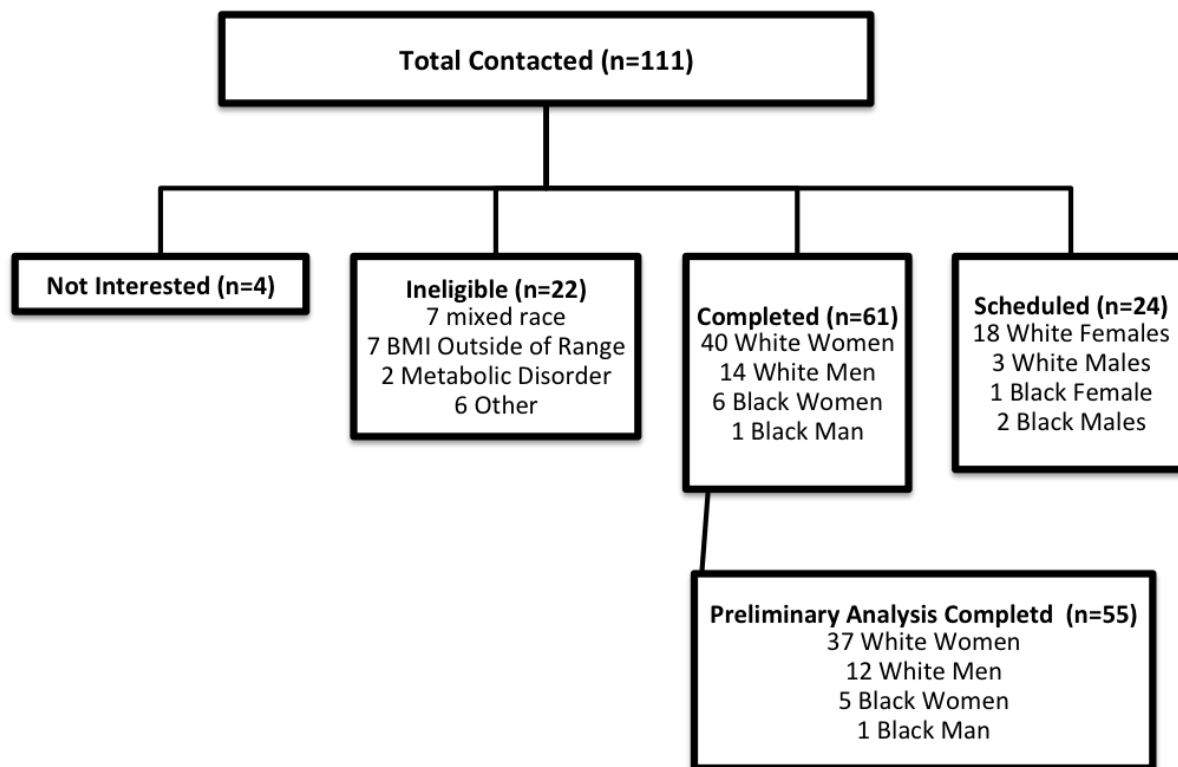 Total Contacted (n=111)
Not Interested (n=4)
Ineligible (n=22)
7 mixed race
7 BMI Outside of Range
2 Metabolic Disorder
6 Other
Completed (n=61)
40 White Women
14 White Men
6 Black Women
1 Black Man
Scheduled (n=24)
18 White Females
3 White Males
1 Black Female
2 Black Males
Preliminary Analysis Completd (n=55)
37 White Women
12 White Men
5 Black Women
1 Black Man